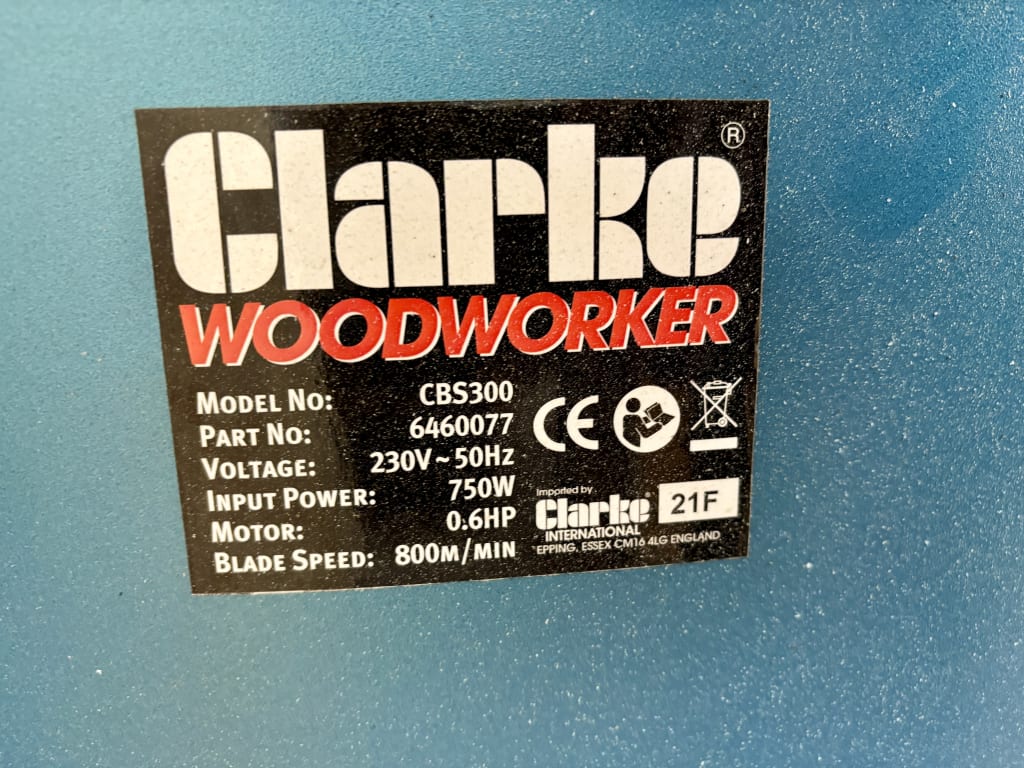 Clarke®
WOODWORKER
MODEL NO: CBS300
PART NO: 6460077
VOLTAGE: 230V~50HZ
INPUT POWER: 750W
MOTOR: 0.6HP
BLADE SPEED: 800M/MIN
CE
Imported by
Clarke®
INTERNATIONAL
21F
EPPING, ESSEX CM16 4LG ENGLAND